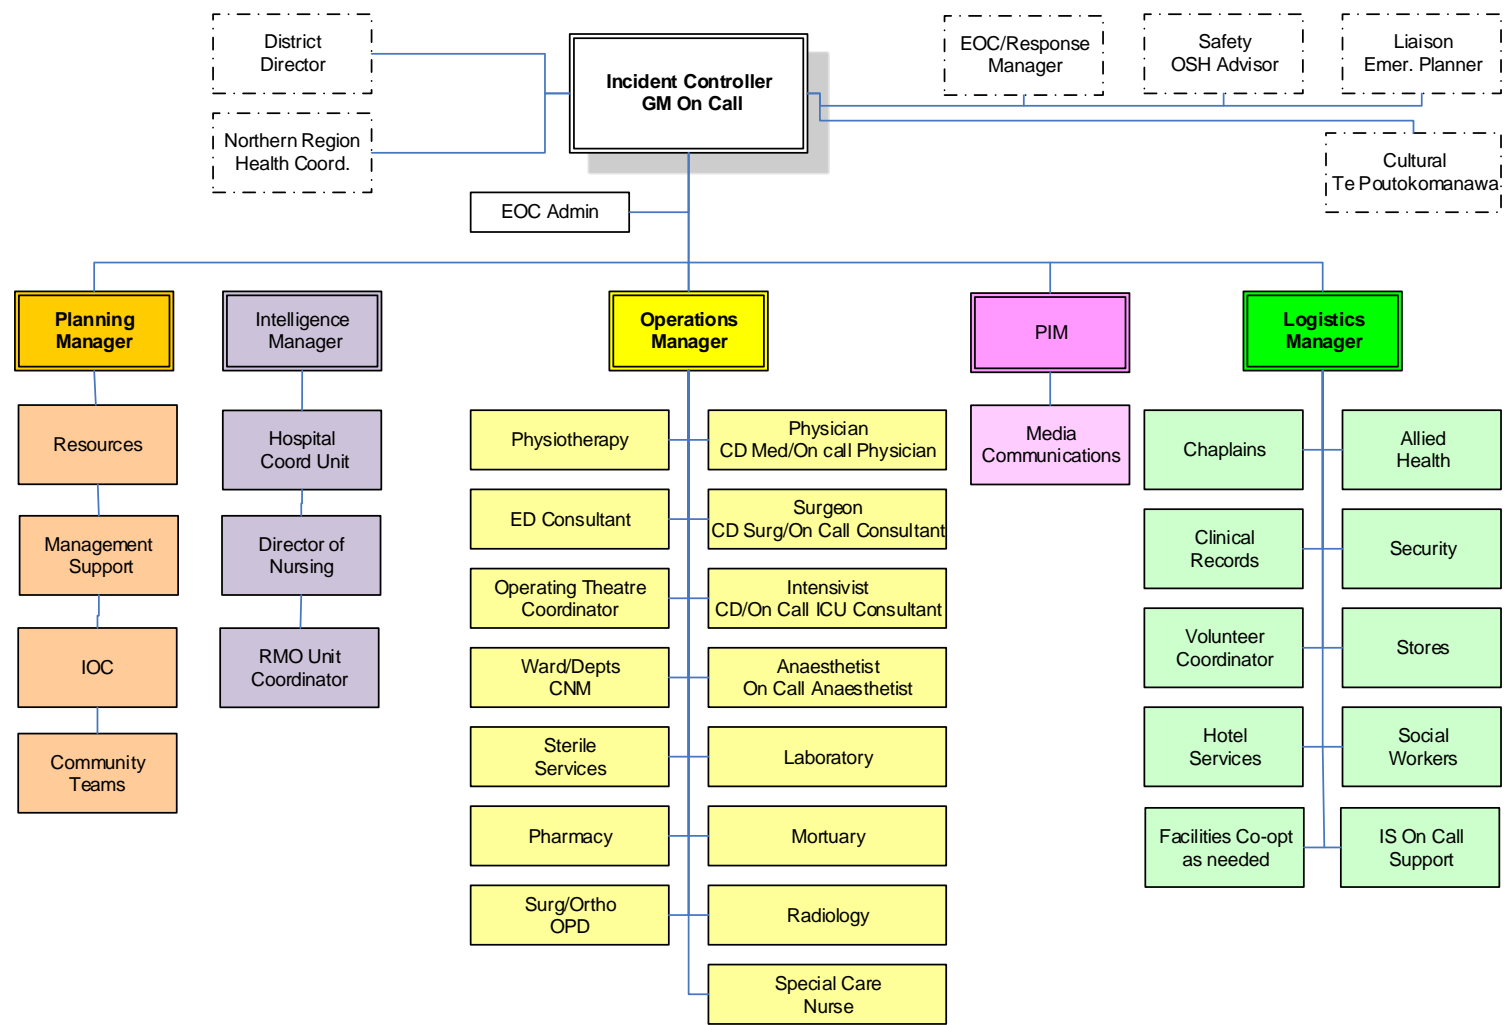 District
Director
Incident Controller
GM On Call
EOC/Response
Manager
Safety
OSH Advisor
Liaison
Emer. Planner
Northern Region
Health Coord.
Cultural
Te Poutokomanawa
EOC Admin
Planning
Manager
Intelligence
Manager
Operations
Manager
PIM
Logistics
Manager
Resources
Management
Support
IOC
Community
Teams
Hospital
Coord Unit
Director of
Nursing
RMO Unit
Coordinator
Physiotherapy
Physician
CD Med/On call Physician
ED Consultant
Surgeon
CD Surg/On Call Consultant
Operating Theatre
Coordinator
Intensivist
CD/On Call ICU Consultant
Ward/Depts
CNM
Anaesthetist
On Call Anaesthetist
Sterile
Services
Laboratory
Pharmacy
Mortuary
Surg/Ortho
OPD
Radiology
Special Care
Nurse
Media
Communications
Chaplains
Allied
Health
Clinical
Records
Security
Volunteer
Coordinator
Stores
Hotel
Services
Social
Workers
Facilities Co-opt
as needed
IS On Call
Support